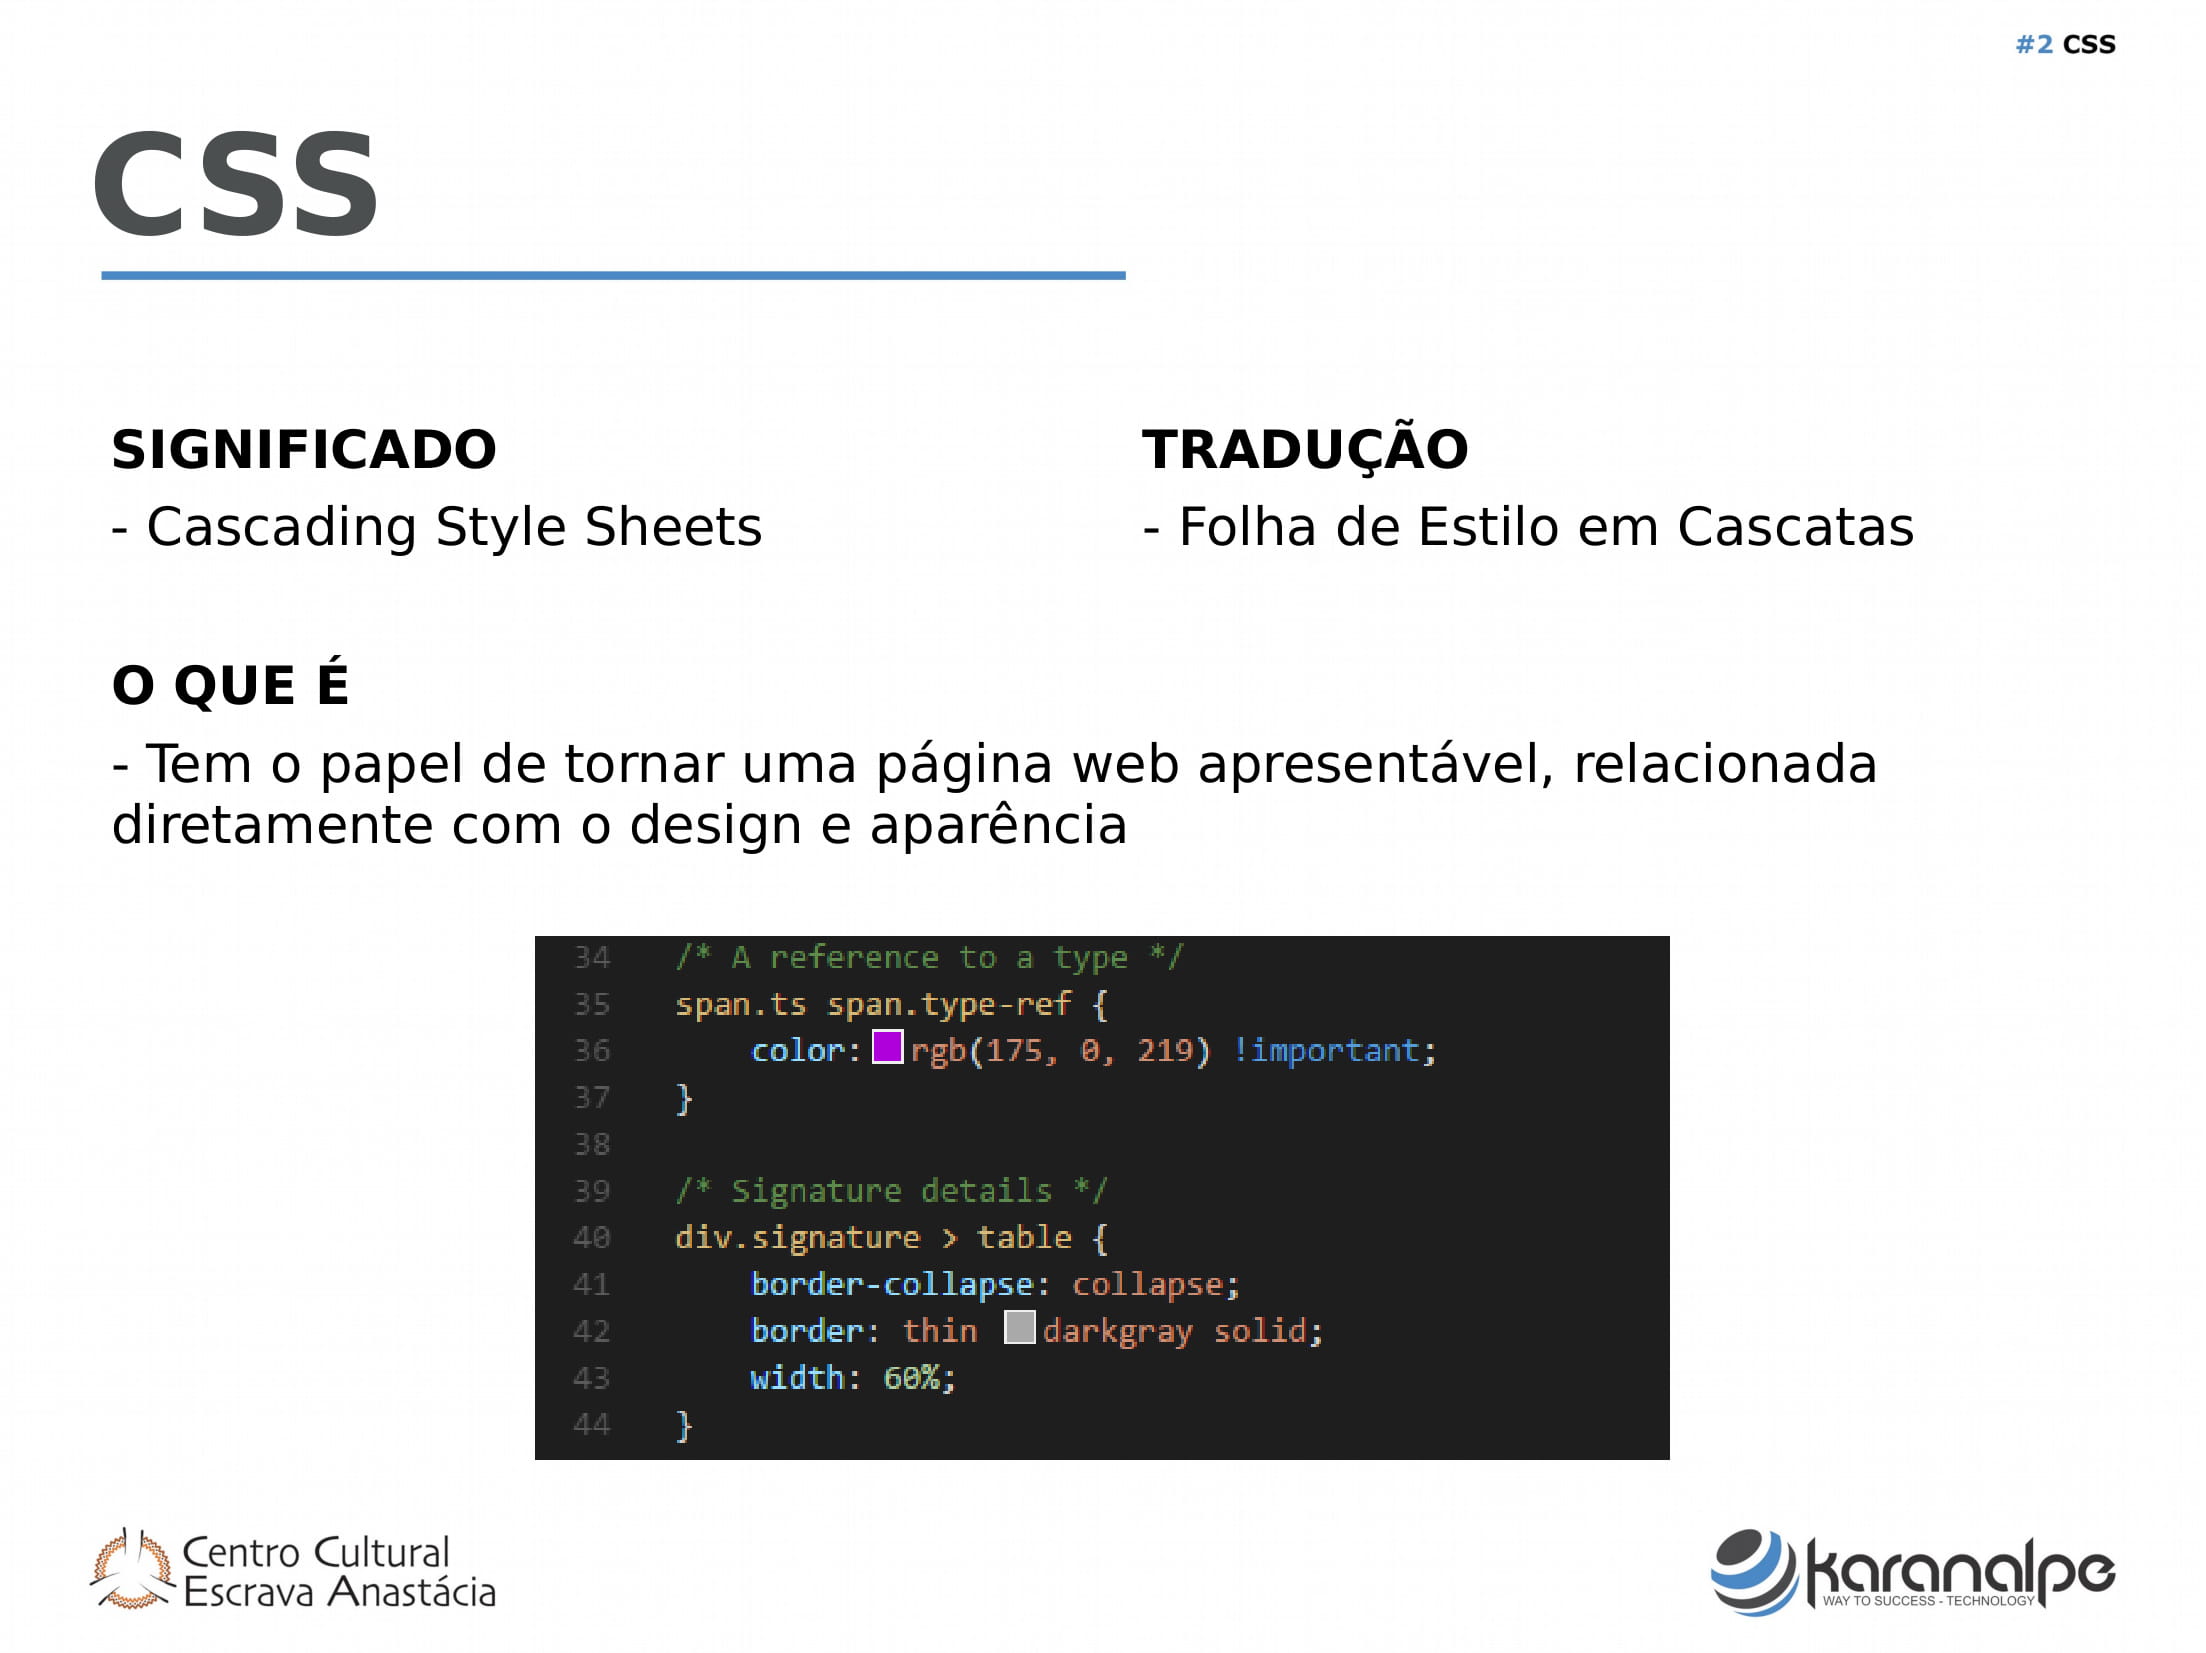 #2 CSS
CSS
SIGNIFICADO
- Cascading Style Sheets
TRADUÇÃO
- Folha de Estilo em Cascatas
O QUE É
- Tem o papel de tornar uma página web apresentável, relacionada
diretamente com o design e aparência
34 /* A reference to a type */
35 span.ts span.type-ref {
36     color: rgb(175, 0, 219) !important;
37 }
38
39 /* Signature details */
40 div.signature > table {
41     border-collapse: collapse;
42     border: thin darkgray solid;
43     width: 60%;
44 }
Centro Cultural
Escrava Anastácia
karanalpe
WAY TO SUCCESS - TECHNOLOGY